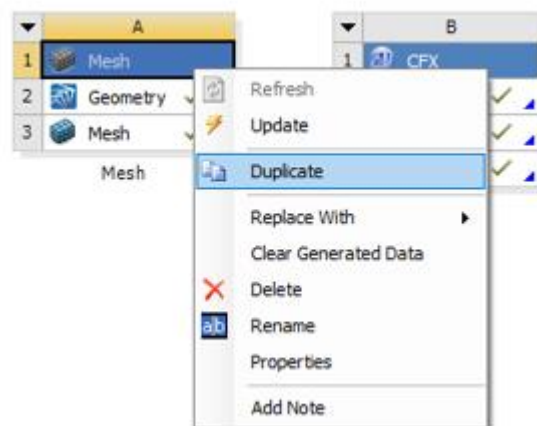 A B
1 Mesh 1 CFX
2 Geometry Refresh
3 Mesh Update
Mesh Duplicate
Replace With
Clear Generated Data
Delete
ab Rename
Properties
Add Note